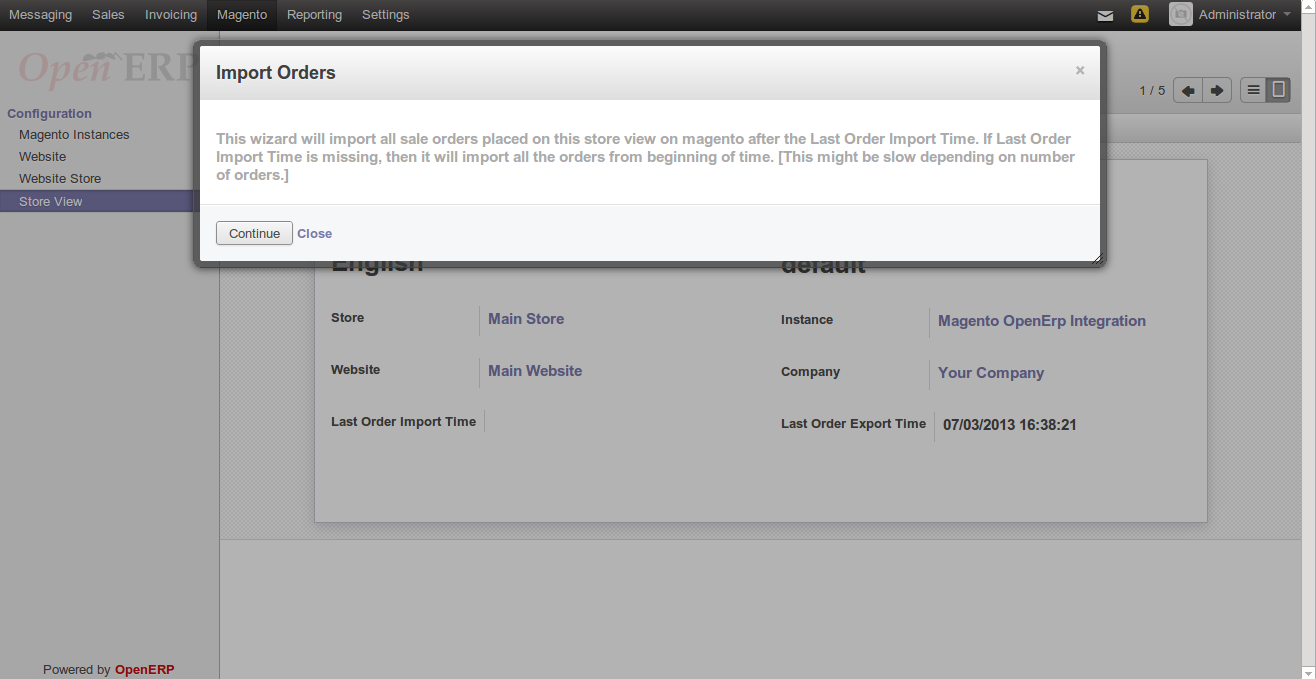 Messaging Sales Invoicing Magento Reporting Settings Administrator
OpenERP
Import Orders ×
1 / 5
Configuration
Magento Instances
Website
Website Store
Store View
This wizard will import all sale orders placed on this store view on magento after the Last Order Import Time. If Last Order
Import Time is missing, then it will import all the orders from beginning of time. [This might be slow depending on number
of orders.]
Continue Close
English default
Store Main Store Instance Magento OpenErp Integration
Website Main Website Company Your Company
Last Order Import Time Last Order Export Time 07/03/2013 16:38:21
Powered by OpenERP